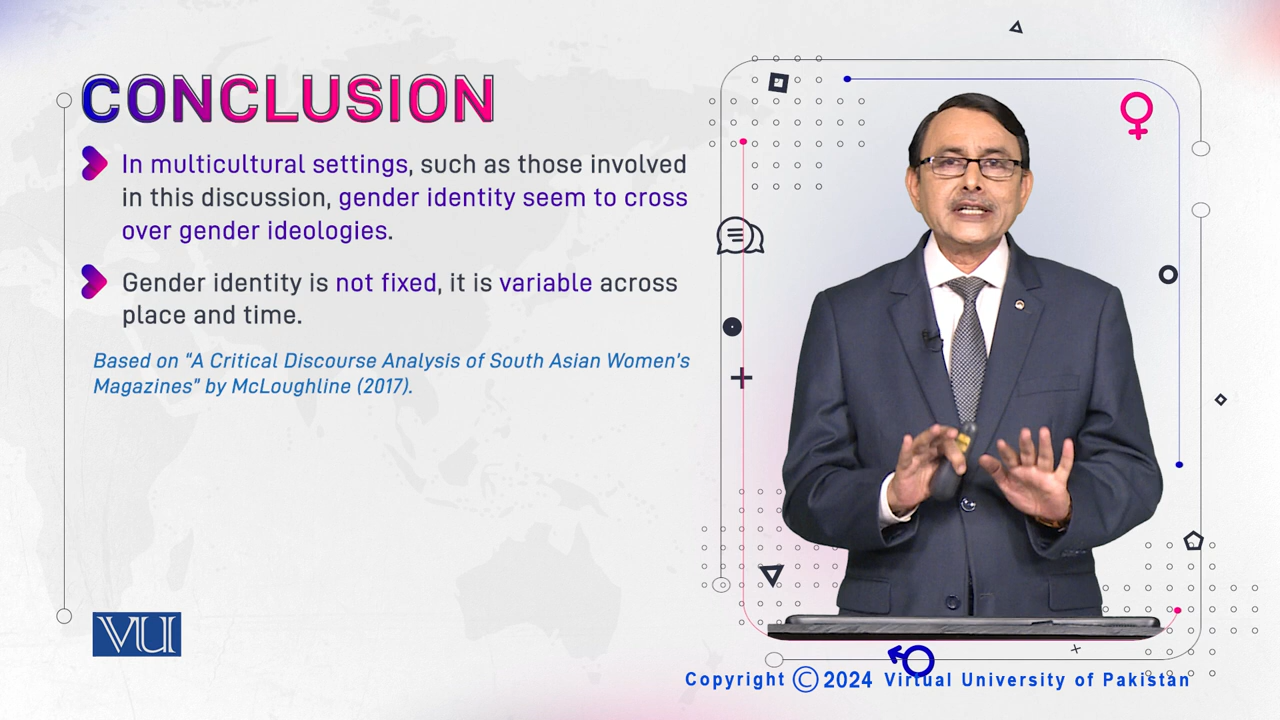 CONCLUSION
In multicultural settings, such as those involved
in this discussion, gender identity seem to cross
over gender ideologies.
Gender identity is not fixed, it is variable across
place and time.
Based on "A Critical Discourse Analysis of South Asian Women's
Magazines" by McLoughline (2017).
VU
Copyright ©2024 Virtual University of Pakistan